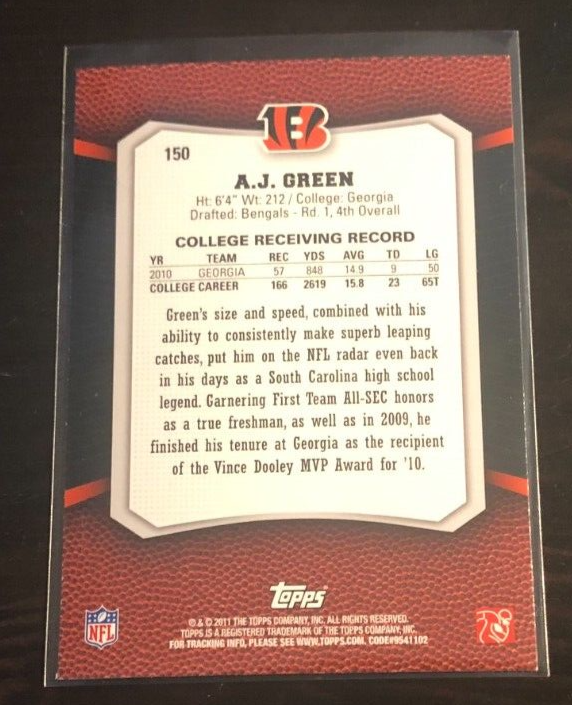 B
150
A.J. GREEN
Ht: 6'4" Wt: 212 / College: Georgia
Drafted: Bengals - Rd. 1, 4th Overall
COLLEGE RECEIVING RECORD
YR TEAM REC YDS AVG TD LG
2010 GEORGIA 57 848 14.9 9 50
COLLEGE CAREER 166 2619 15.8 23 65T
Green's size and speed, combined with his
ability to consistently make superb leaping
catches, put him on the NFL radar even back
in his days as a South Carolina high school
legend. Garnering First Team All-SEC honors
as a true freshman, as well as in 2009, he
finished his tenure at Georgia as the recipient
of the Vince Dooley MVP Award for '10.
Topps
® & © 2011 THE TOPPS COMPANY, INC. ALL RIGHTS RESERVED.
TOPPS IS A REGISTERED TRADEMARK OF THE TOPPS COMPANY, INC.
FOR TRACKING INFO, PLEASE SEE WWW.TOPPS.COM. CODE#9541102
NFL